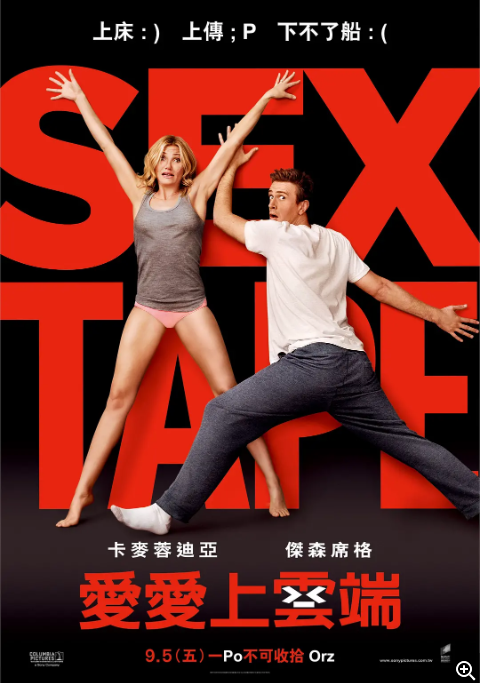 上床 : ) 上傳 ; P 下不了船 : (
SEX
TAPE
卡麥蓉迪亞 傑森席格
愛愛上雲端
9.5(五)一Po不可收拾 Orz
COLUMBIA
PICTURES
www.sonypictures.com.tw